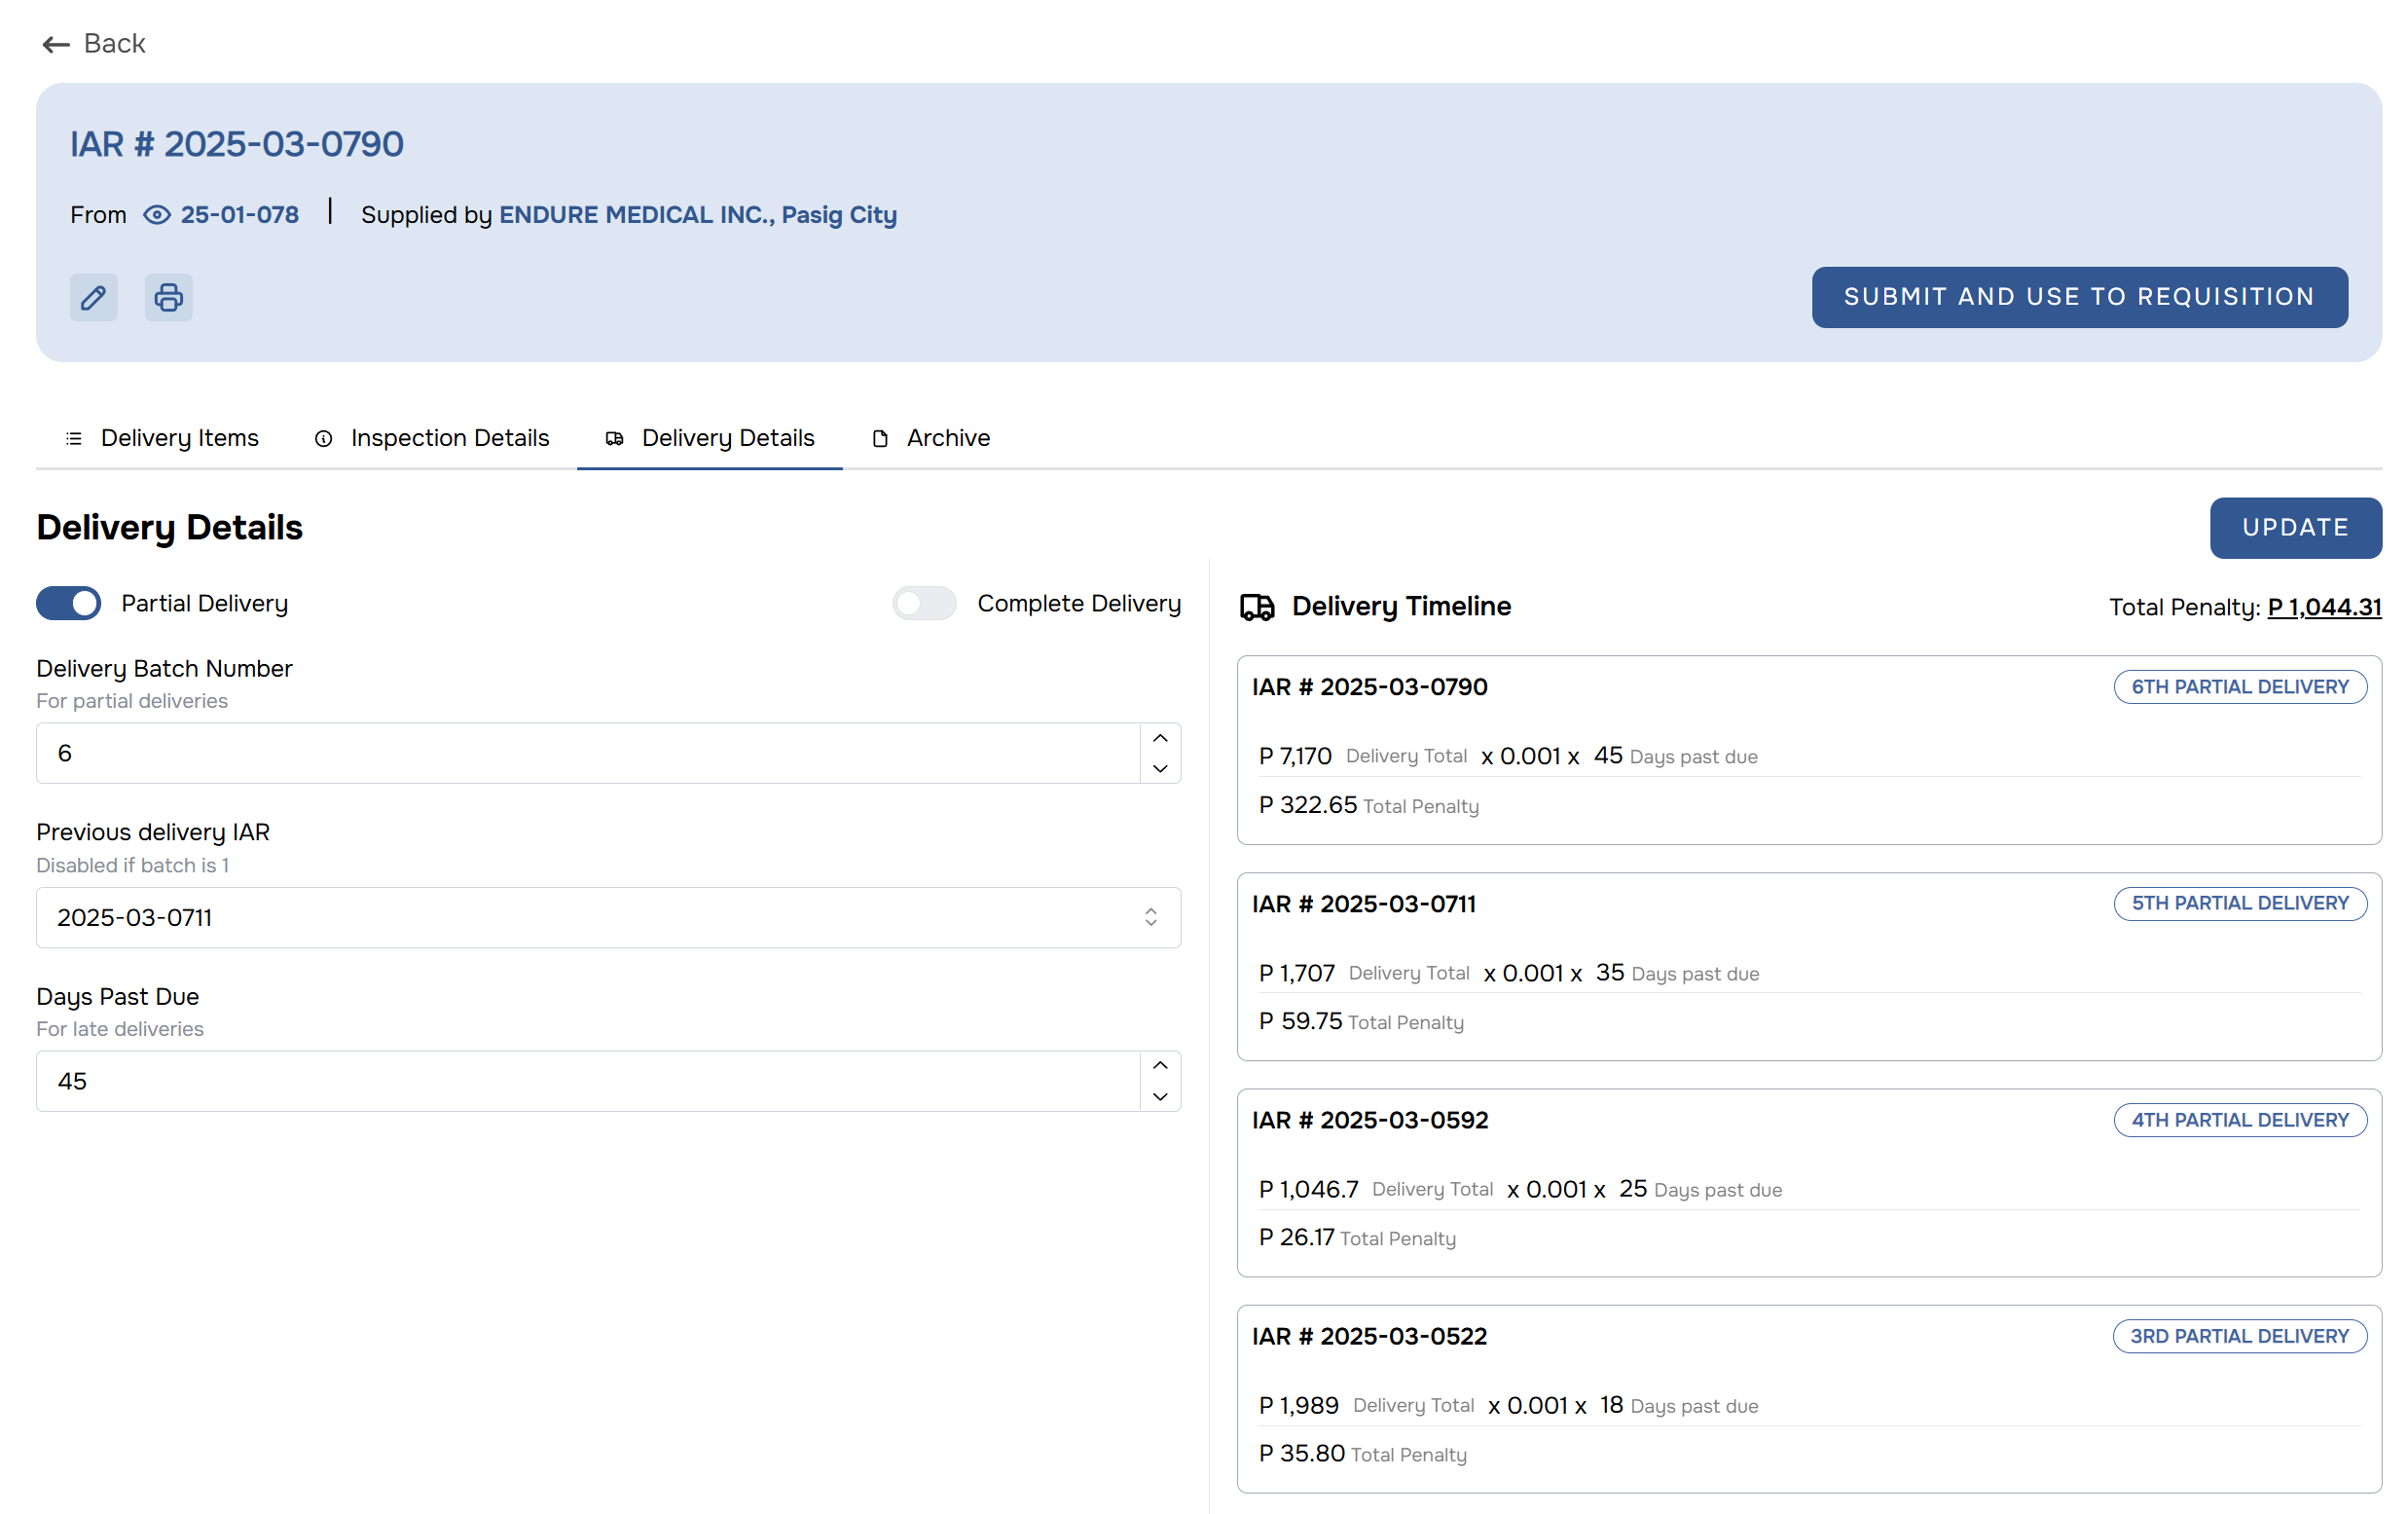 Back
IAR # 2025-03-0790
From 25-01-078 | Supplied by ENDURE MEDICAL INC., Pasig City
SUBMIT AND USE TO REQUISITION
Delivery Items Inspection Details Delivery Details Archive
Delivery Details
UPDATE
Partial Delivery Complete Delivery
Delivery Batch Number
For partial deliveries
6
Previous delivery IAR
Disabled if batch is 1
2025-03-0711
Days Past Due
For late deliveries
45
Delivery Timeline Total Penalty: P 1,044.31
IAR # 2025-03-0790 6TH PARTIAL DELIVERY
P 7,170 Delivery Total x 0.001 x 45 Days past due
P 322.65 Total Penalty
IAR # 2025-03-0711 5TH PARTIAL DELIVERY
P 1,707 Delivery Total x 0.001 x 35 Days past due
P 59.75 Total Penalty
IAR # 2025-03-0592 4TH PARTIAL DELIVERY
P 1,046.7 Delivery Total x 0.001 x 25 Days past due
P 26.17 Total Penalty
IAR # 2025-03-0522 3RD PARTIAL DELIVERY
P 1,989 Delivery Total x 0.001 x 18 Days past due
P 35.80 Total Penalty